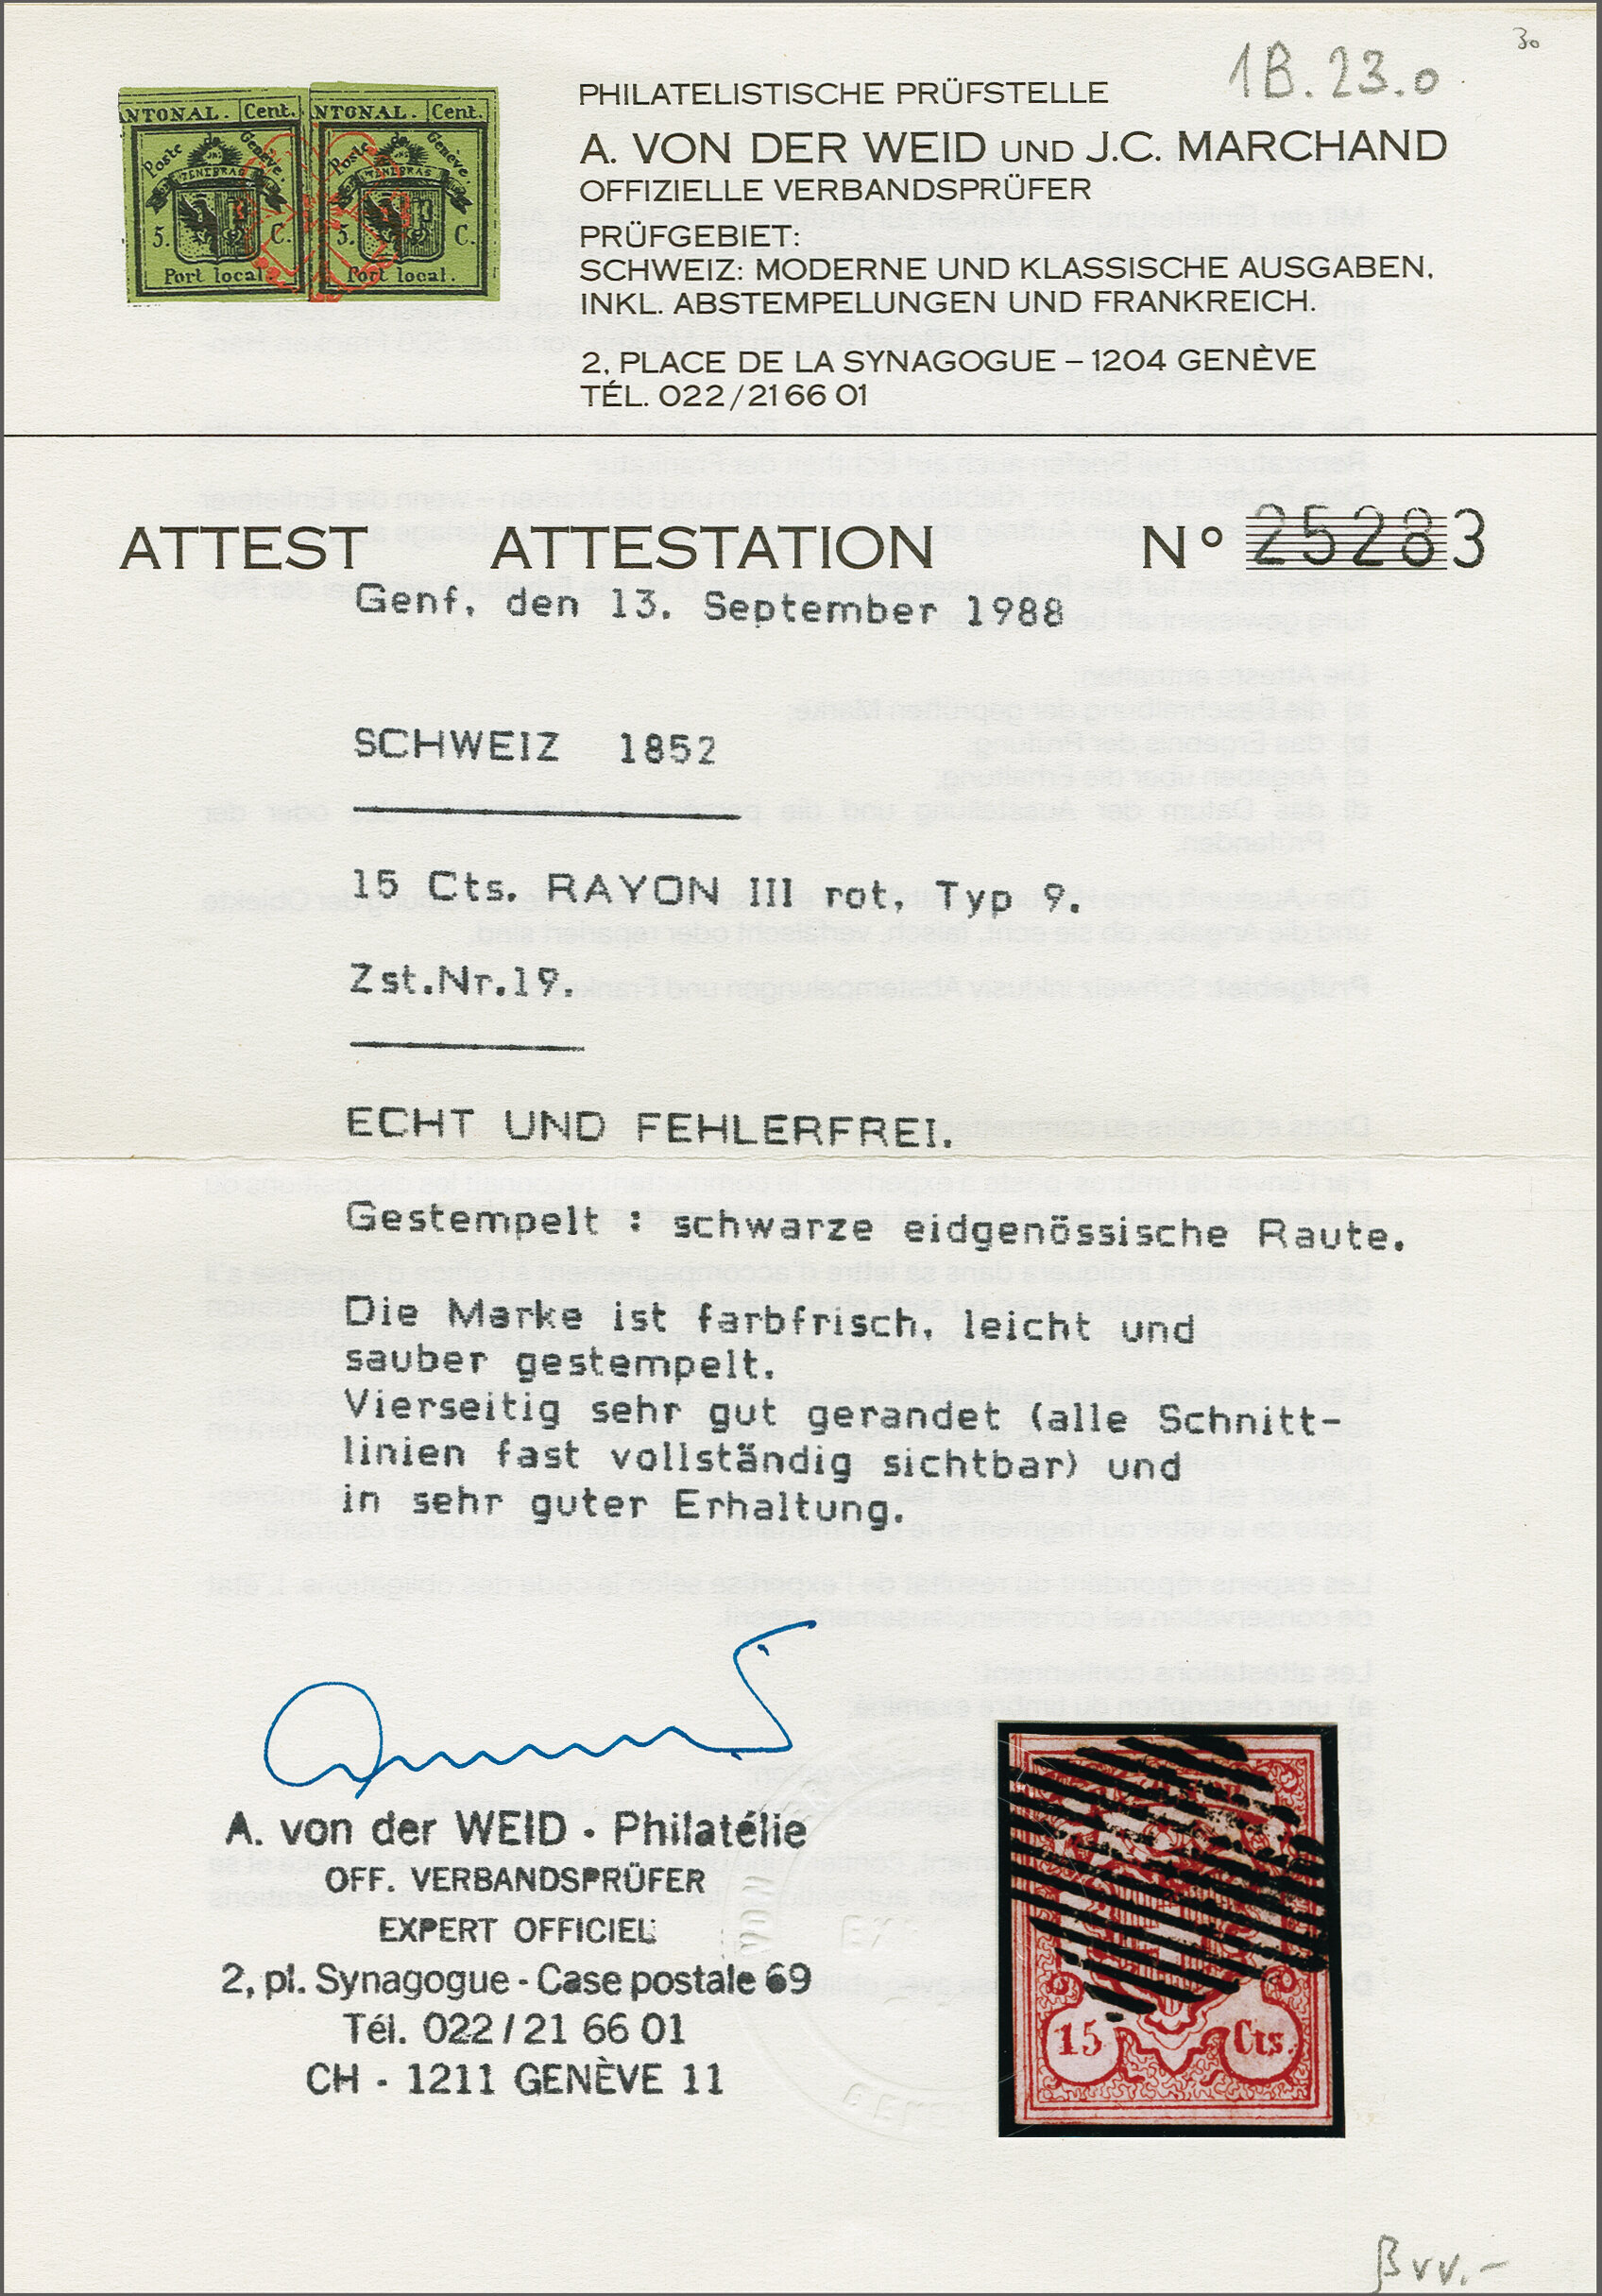 30
1B.23.0
ANTONAL. Cent. ANTONAL. Cent.
Poste de Genève. Poste de Genève.
TENEBRAS TENEBRAS
5. C. 5. C.
Port local. Port local.
PHILATELISTISCHE PRÜFSTELLE
A. VON DER WEID UND J.C. MARCHAND
OFFIZIELLE VERBANDSPRÜFER
PRÜFGEBIET:
SCHWEIZ: MODERNE UND KLASSISCHE AUSGABEN,
INKL. ABSTEMPELUNGEN UND FRANKREICH.
2, PLACE DE LA SYNAGOGUE – 1204 GENÈVE
TÉL. 022/21 66 01
ATTEST ATTESTATION N° 25283
Genf, den 13. September 1988
SCHWEIZ 1852
15 Cts. RAYON III rot, Typ 9.
Zst.Nr.19.
ECHT UND FEHLERFREI.
Gestempelt : schwarze eidgenössische Raute.
Die Marke ist farbfrisch, leicht und
sauber gestempelt.
Vierseitig sehr gut gerandet (alle Schnitt-
linien fast vollständig sichtbar) und
in sehr guter Erhaltung.
A. von der WEID - Philatélie
OFF. VERBANDSPRÜFER
EXPERT OFFICIEL
2, pl. Synagogue - Case postale 69
Tél. 022 / 21 66 01
CH - 1211 GENÈVE 11
15 Cts.